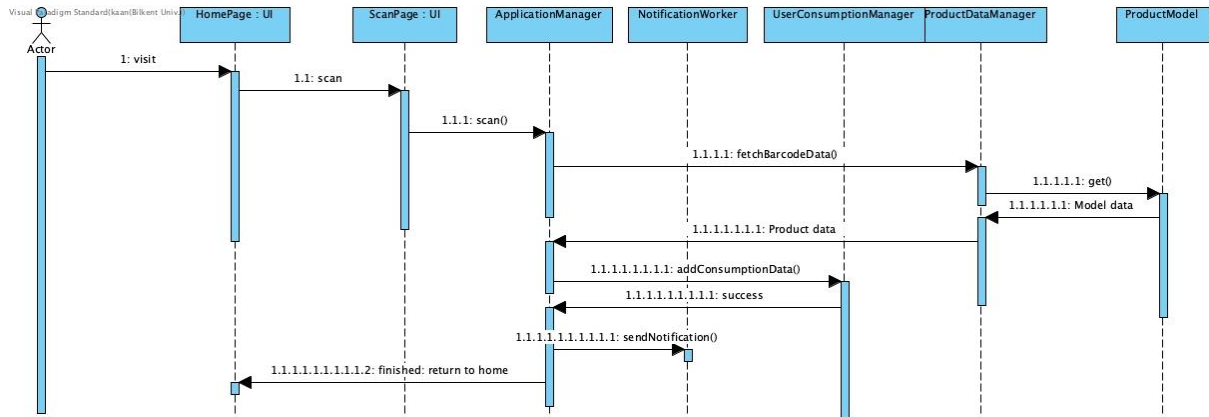 Visual Paradigm Standard(kaan(Bilkent Univ.))
HomePage : UI
ScanPage : UI
ApplicationManager
NotificationWorker
UserConsumptionManager
ProductDataManager
ProductModel
Actor
1: visit
1.1: scan
1.1.1: scan()
1.1.1.1: fetchBarcodeData()
1.1.1.1.1: get()
1.1.1.1.1.1: Model data
1.1.1.1.1.1.1: Product data
1.1.1.1.1.1.1.1: addConsumptionData()
1.1.1.1.1.1.1.1.1: success
1.1.1.1.1.1.1.1.1.1: sendNotification()
1.1.1.1.1.1.1.1.1.2: finished: return to home